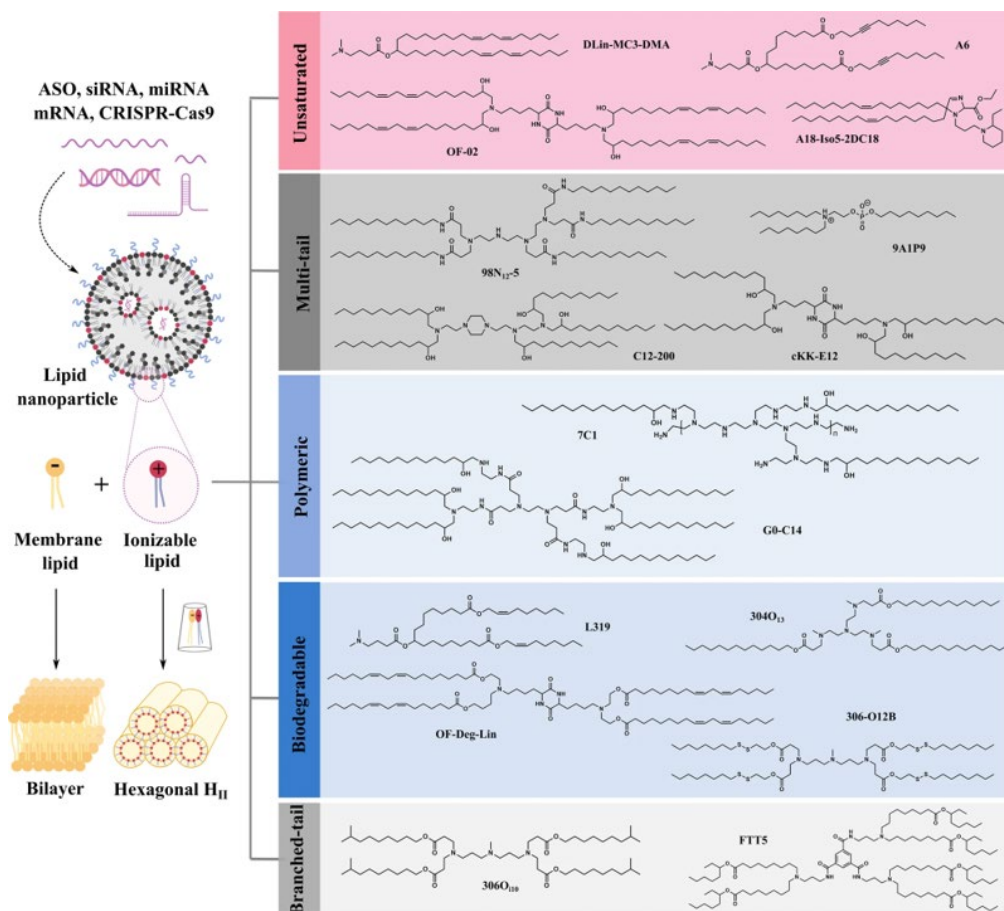 ASO, siRNA, miRNA
mRNA, CRISPR-Cas9
Lipid
nanoparticle
-
+
+
Membrane
lipid
Ionizable
lipid
Bilayer
Hexagonal HII
Unsaturated
DLin-MC3-DMA
A6
OF-02
A18-Iso5-2DC18
Multi-tail
98N12-5
9A1P9
C12-200
cKK-E12
Polymeric
7C1
G0-C14
Biodegradable
L319
304O13
OF-Deg-Lin
306-O12B
Branched-tail
306Oi10
FTT5